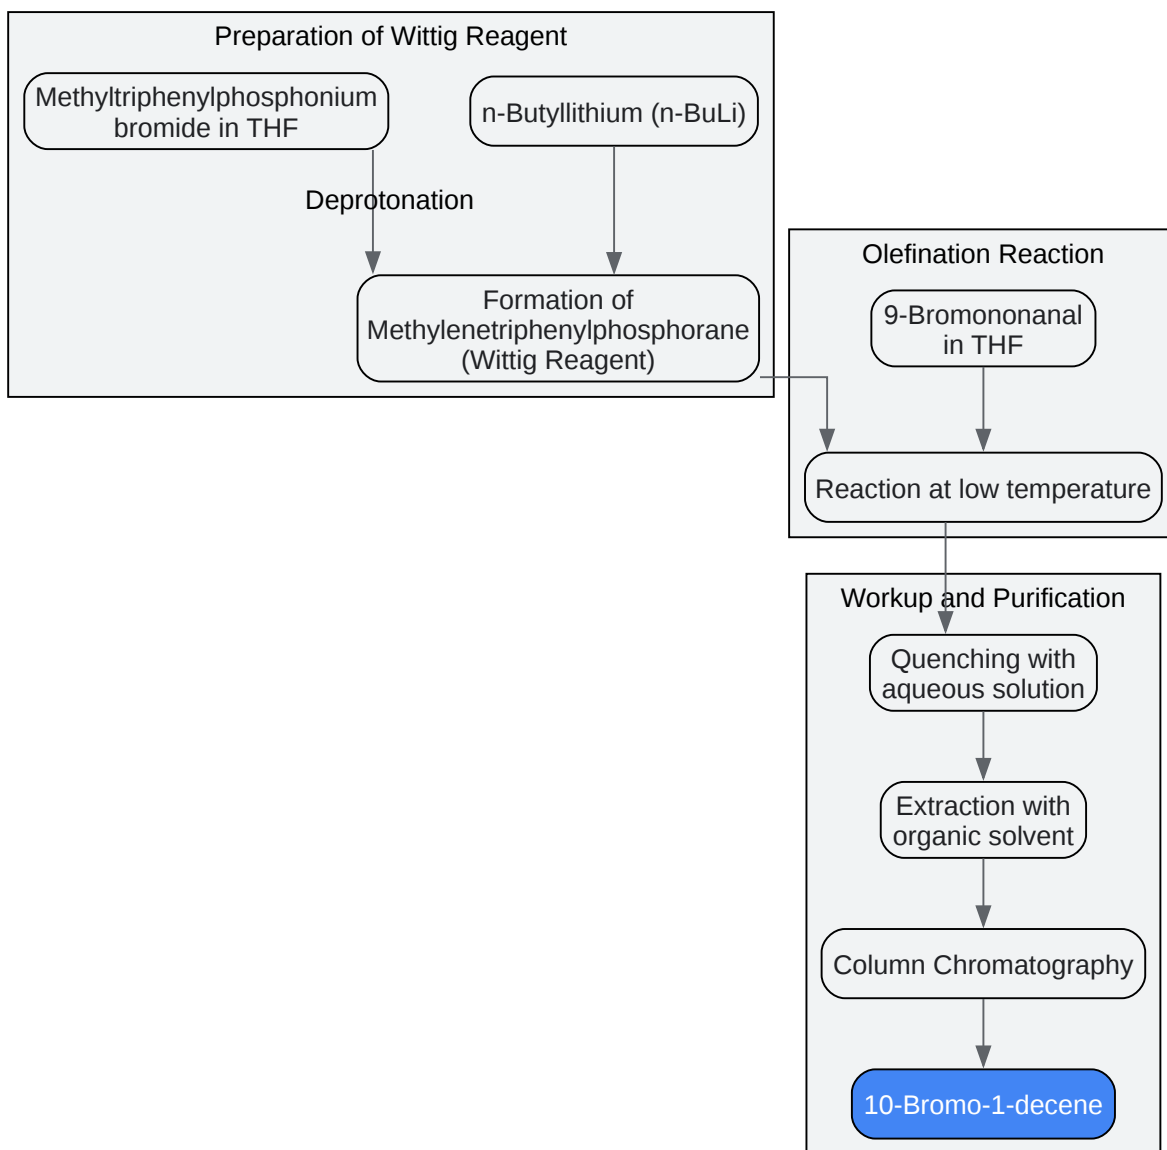 Preparation of Wittig Reagent
Methyltriphenylphosphonium
bromide in THF
n-Butyllithium (n-BuLi)
Deprotonation
Formation of
Methylenetriphenylphosphorane
(Wittig Reagent)
Olefination Reaction
9-Bromononanal
in THF
Reaction at low temperature
Workup and Purification
Quenching with
aqueous solution
Extraction with
organic solvent
Column Chromatography
10-Bromo-1-decene